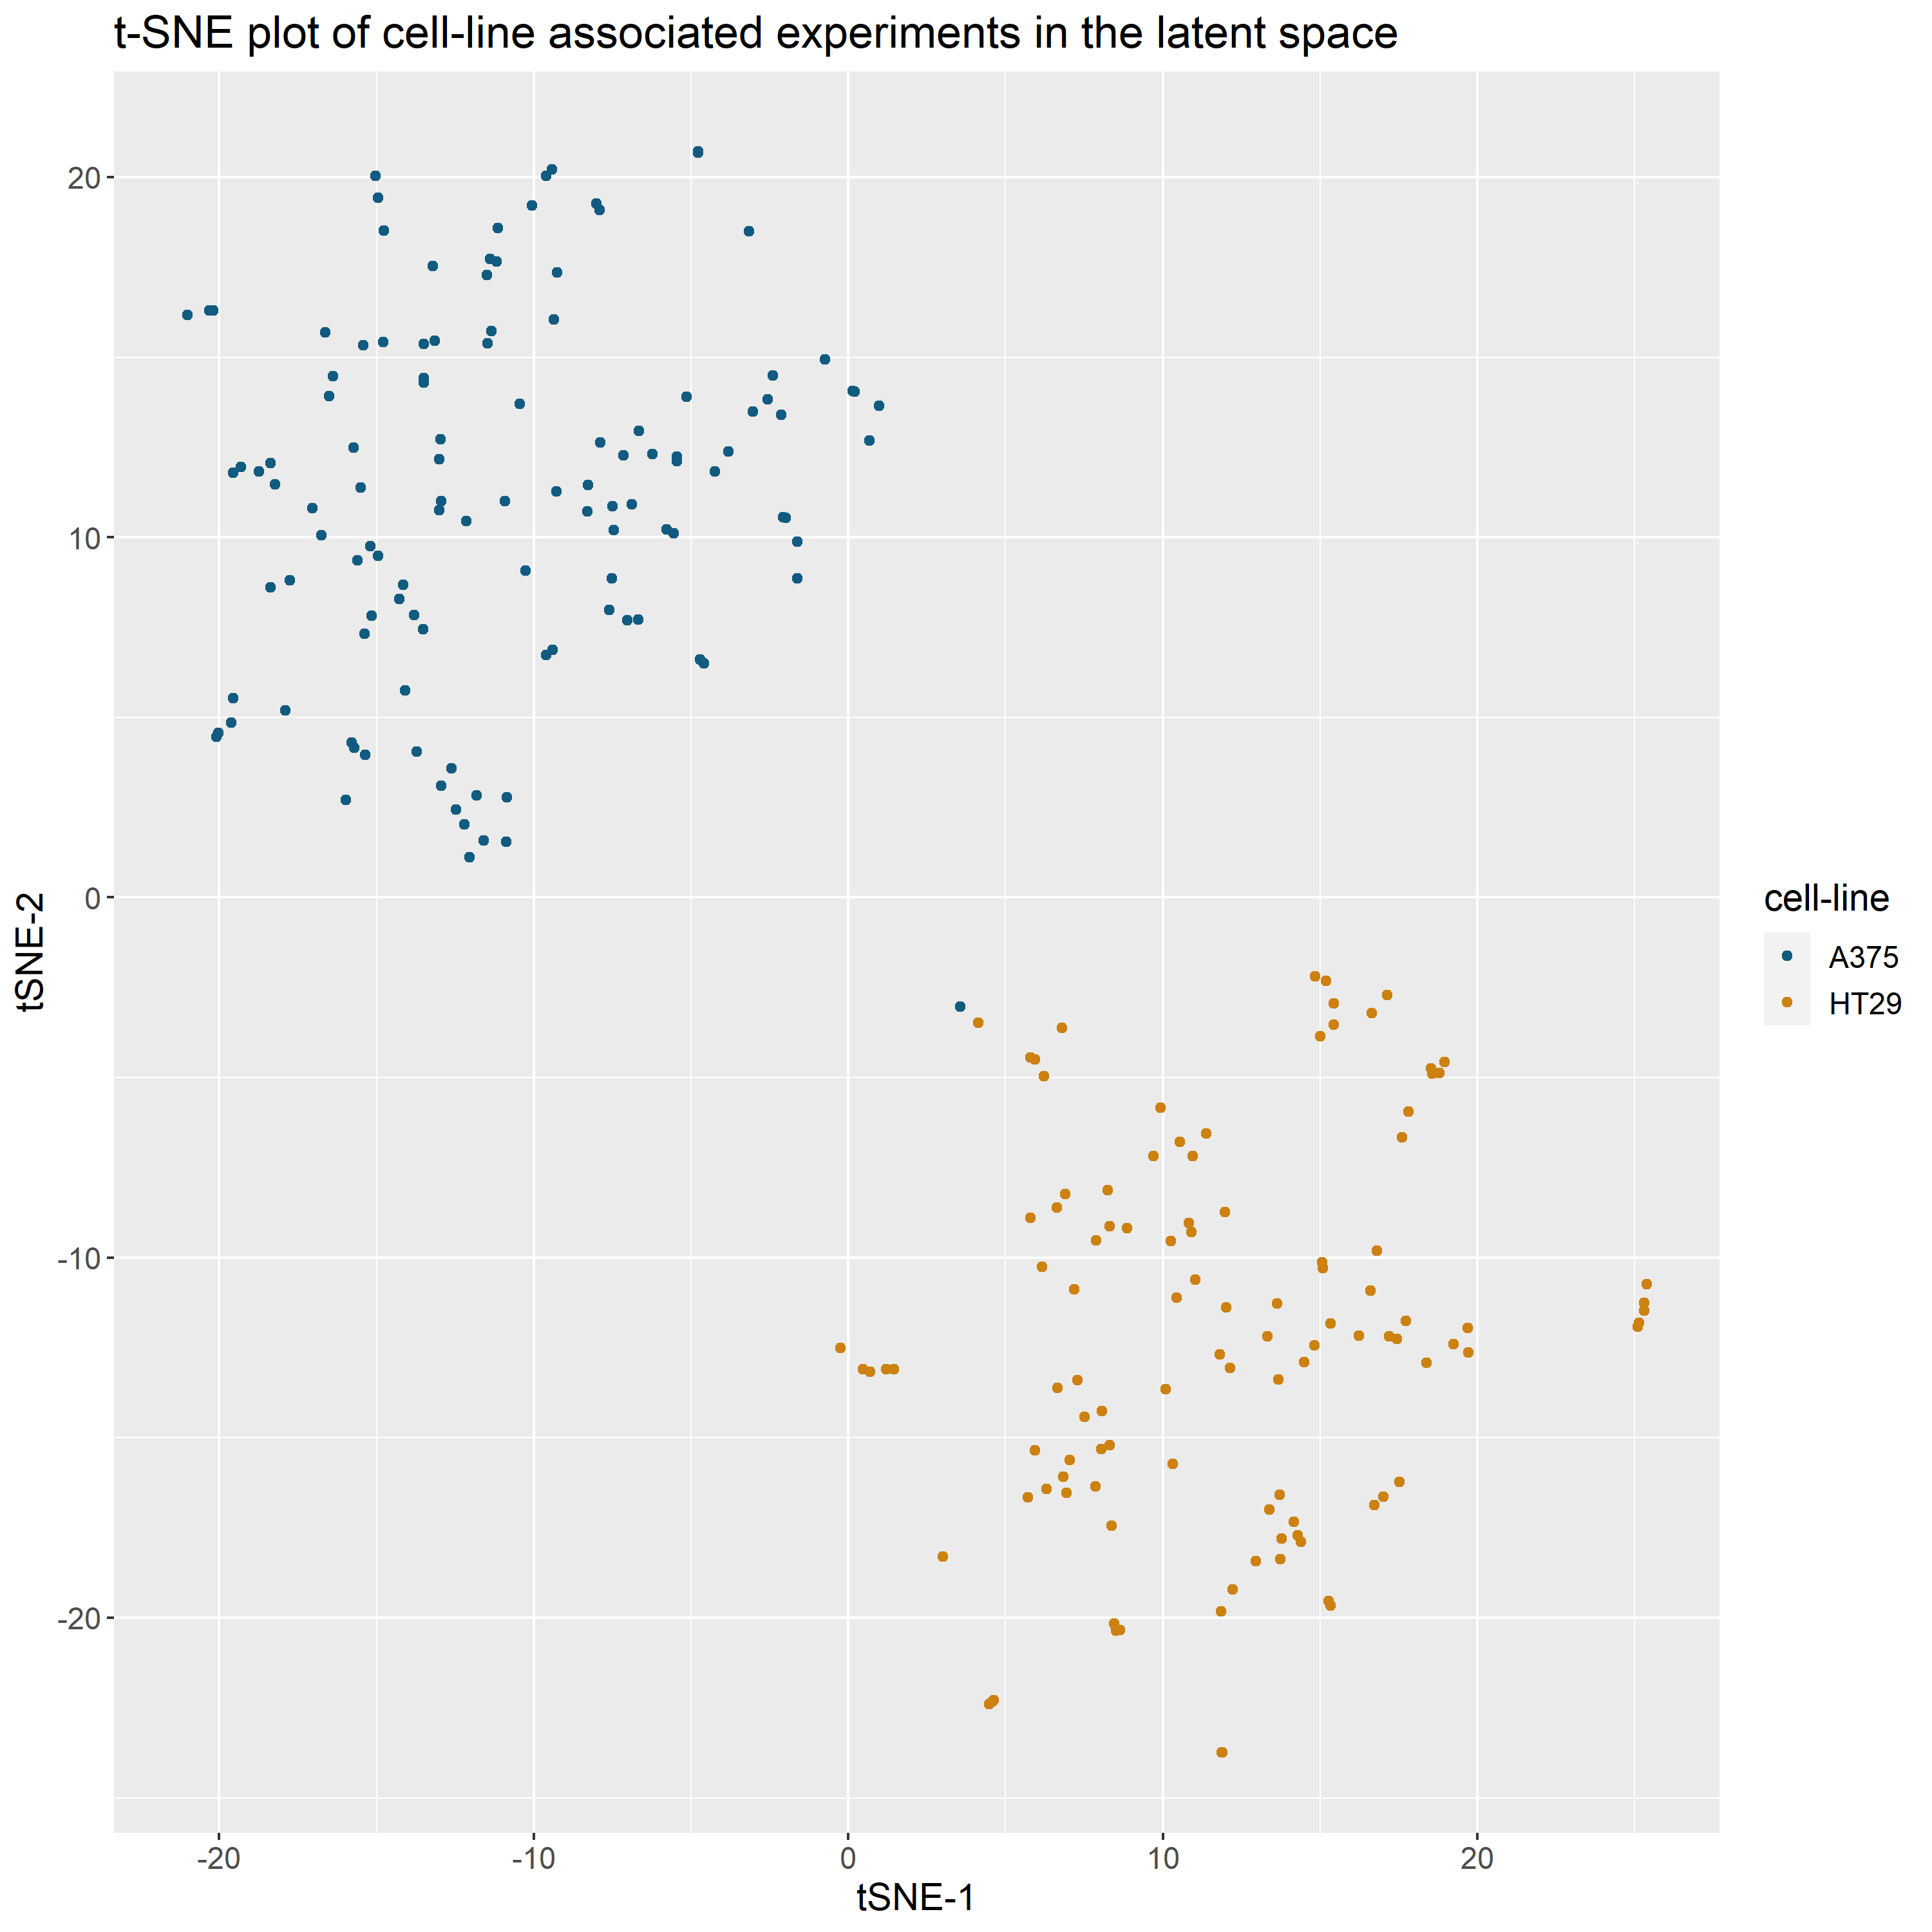 t-SNE plot of cell-line associated experiments in the latent space
20
10
0
-10
-20
tSNE-2
-20
-10
0
10
20
tSNE-1
cell-line
A375
HT29